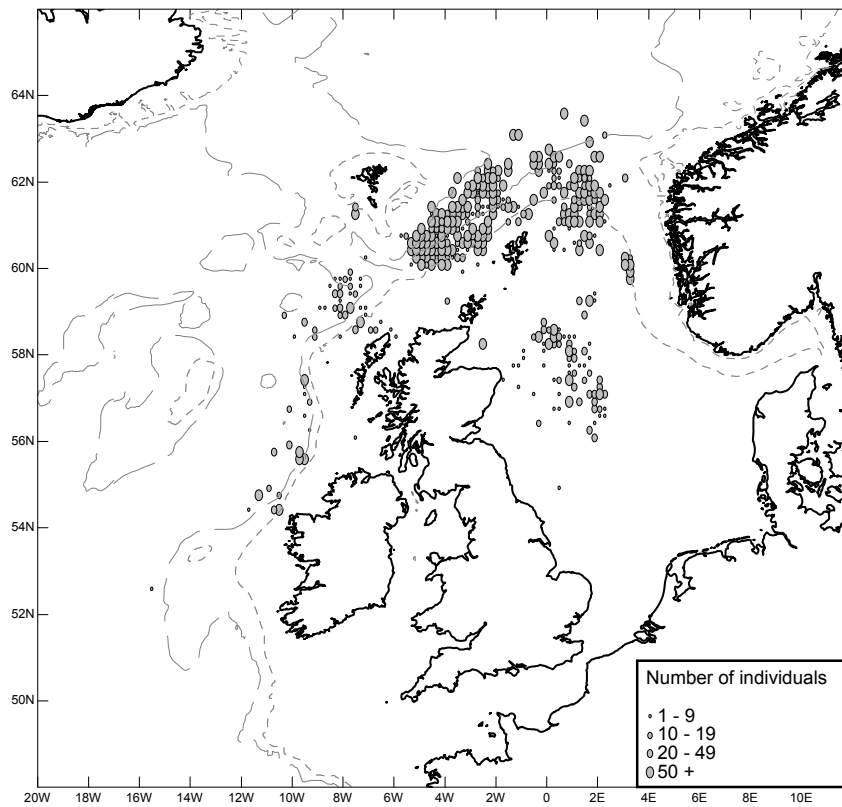 64N
62N
60N
58N
56N
54N
52N
50N
Number of individuals
1 - 9
10 - 19
20 - 49
50 +
20W 18W 16W 14W 12W 10W 8W 6W 4W 2W 0 2E 4E 6E 8E 10E